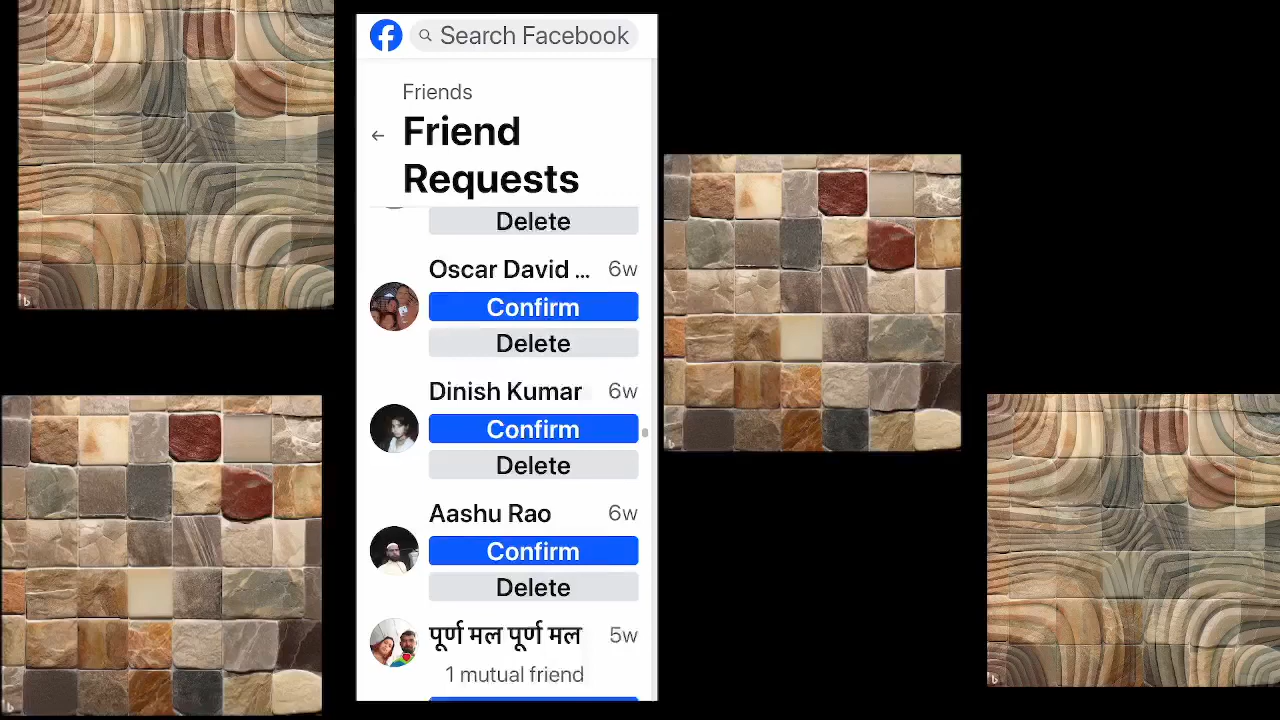 Search Facebook
Friends
Friend
Requests
Delete
Oscar David ... 6w
Confirm
Delete
Dinish Kumar 6w
Confirm
Delete
Aashu Rao 6w
Confirm
Delete
पूर्ण मल पूर्ण मल 5w
1 mutual friend